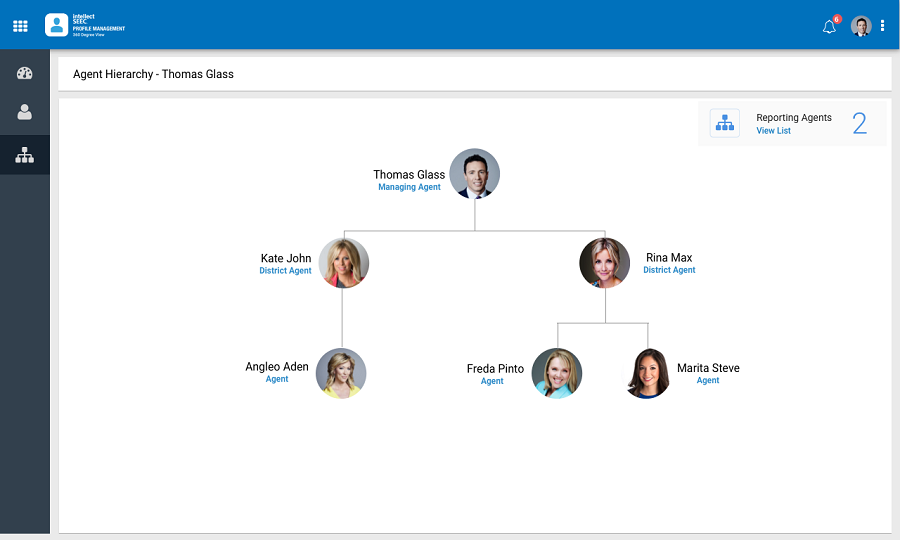 intellect
SEEC
PROFILE MANAGEMENT
360 Degree View
6
Agent Hierarchy - Thomas Glass
Reporting Agents
View List
2
Thomas Glass
Managing Agent
Kate John
District Agent
Rina Max
District Agent
Angleo Aden
Agent
Freda Pinto
Agent
Marita Steve
Agent